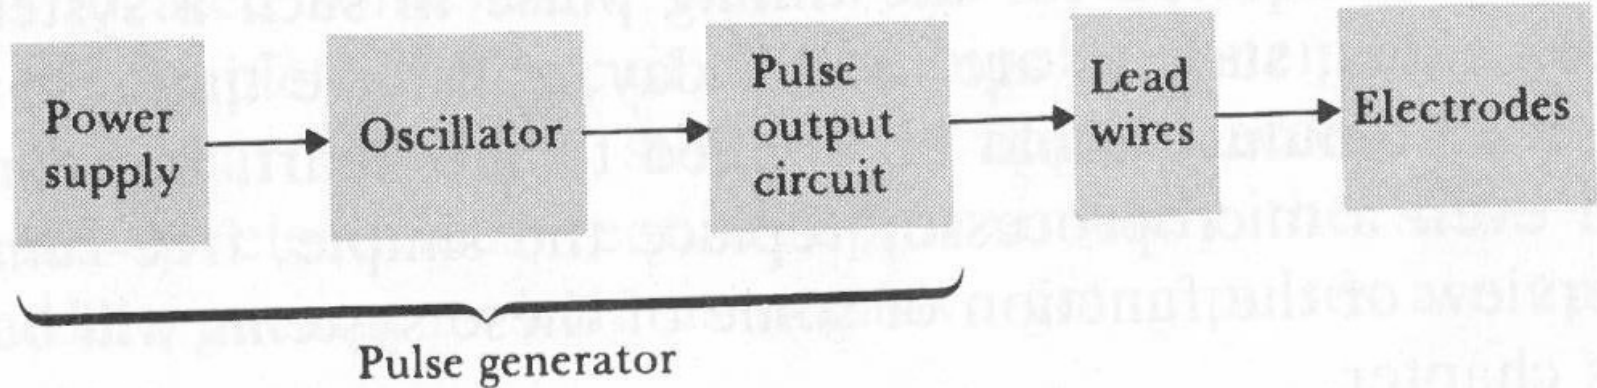 Power
supply
Oscillator
Pulse
output
circuit
Lead
wires
Electrodes
Pulse generator